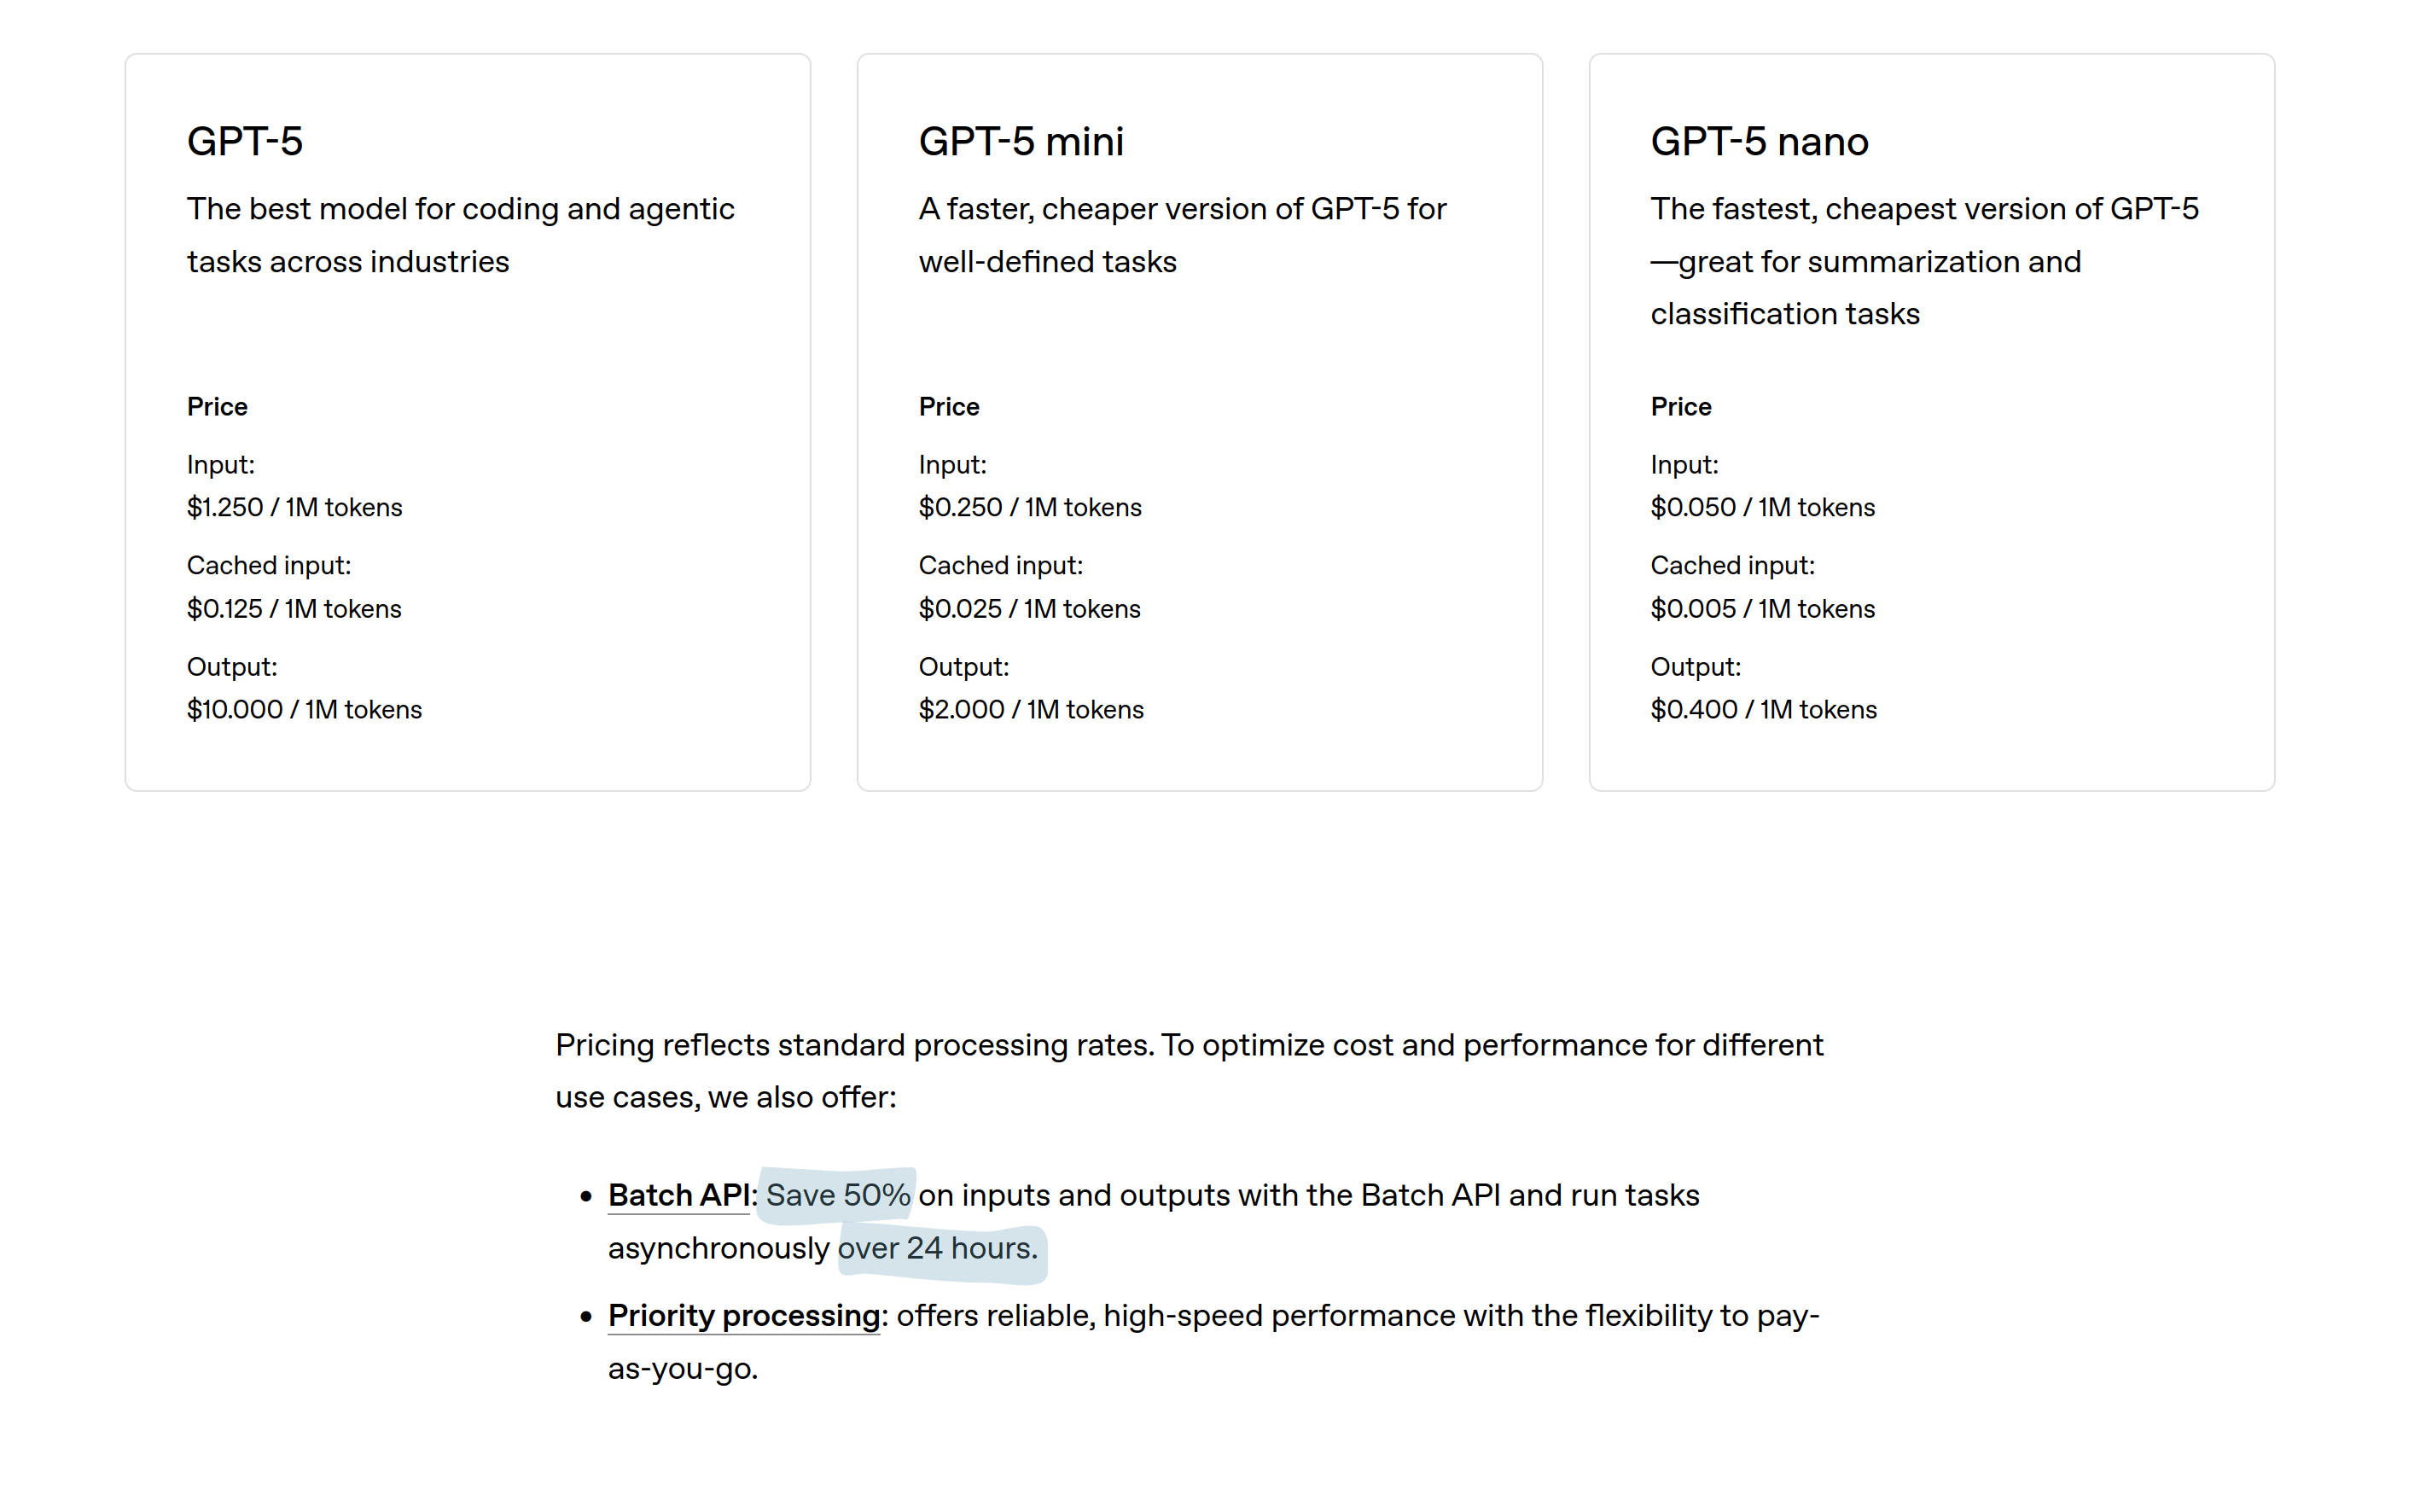 GPT-5
The best model for coding and agentic
tasks across industries
Price
Input:
$1.250 / 1M tokens
Cached input:
$0.125 / 1M tokens
Output:
$10.000 / 1M tokens
GPT-5 mini
A faster, cheaper version of GPT-5 for
well-defined tasks
Price
Input:
$0.250 / 1M tokens
Cached input:
$0.025 / 1M tokens
Output:
$2.000 / 1M tokens
GPT-5 nano
The fastest, cheapest version of GPT-5
—great for summarization and
classification tasks
Price
Input:
$0.050 / 1M tokens
Cached input:
$0.005 / 1M tokens
Output:
$0.400 / 1M tokens
Pricing reflects standard processing rates. To optimize cost and performance for different
use cases, we also offer:
• Batch API: Save 50% on inputs and outputs with the Batch API and run tasks
asynchronously over 24 hours.
• Priority processing: offers reliable, high-speed performance with the flexibility to pay-
as-you-go.